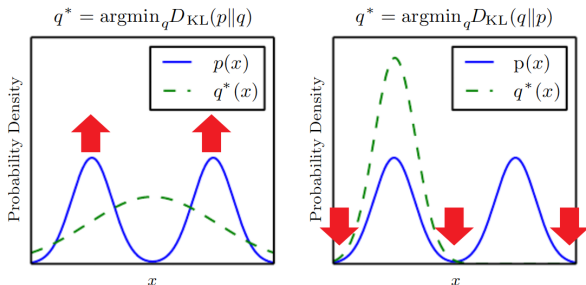 q* = argmin_q D_KL(p‖q)
Probability Density
p(x)
q*(x)
x
q* = argmin_q D_KL(q‖p)
Probability Density
p(x)
q*(x)
x